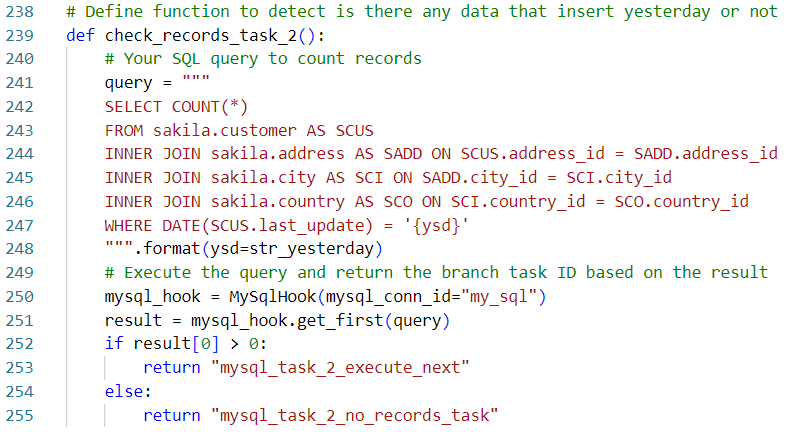 238 # Define function to detect is there any data that insert yesterday or not
239 def check_records_task_2():
240     # Your SQL query to count records
241     query = """
242     SELECT COUNT(*)
243     FROM sakila.customer AS SCUS
244     INNER JOIN sakila.address AS SADD ON SCUS.address_id = SADD.address_id
245     INNER JOIN sakila.city AS SCI ON SADD.city_id = SCI.city_id
246     INNER JOIN sakila.country AS SCO ON SCI.country_id = SCO.country_id
247     WHERE DATE(SCUS.last_update) = '{ysd}'
248     """.format(ysd=str_yesterday)
249     # Execute the query and return the branch task ID based on the result
250     mysql_hook = MySqlHook(mysql_conn_id="my_sql")
251     result = mysql_hook.get_first(query)
252     if result[0] > 0:
253         return "mysql_task_2_execute_next"
254     else:
255         return "mysql_task_2_no_records_task"